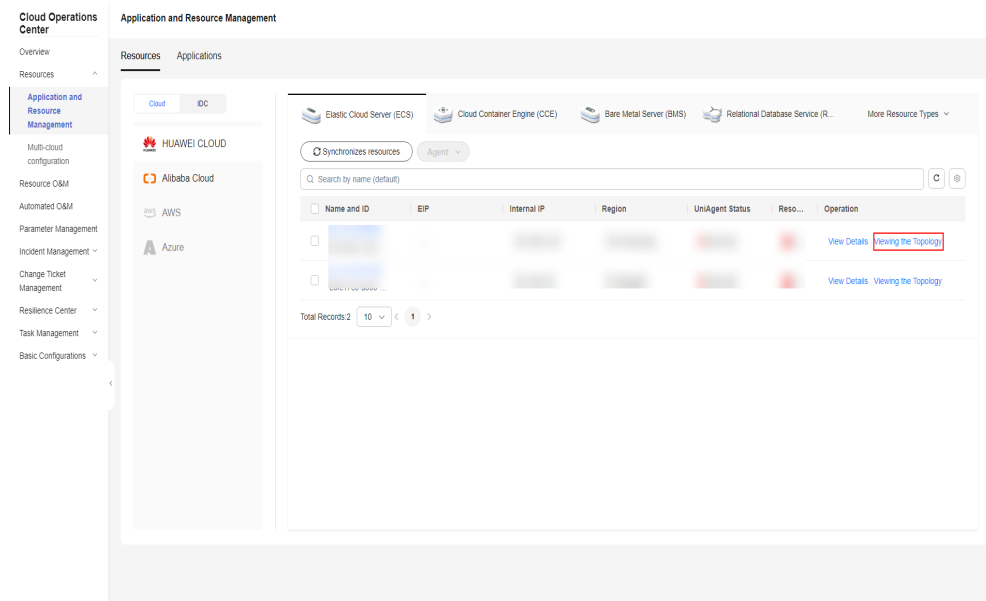 Cloud Operations
Center
Overview
Resources
Application and
Resource
Management
Multi-cloud
configuration
Resource O&M
Automated O&M
Parameter Management
Incident Management
Change Ticket
Management
Resilience Center
Task Management
Basic Configurations
Application and Resource Management
Resources Applications
Cloud IDC
HUAWEI CLOUD
Alibaba Cloud
aws AWS
Azure
Elastic Cloud Server (ECS) Cloud Container Engine (CCE) Bare Metal Server (BMS) Relational Database Service (R... More Resource Types
Synchronizes resources Agent
Search by name (default)
Name and ID EIP Internal IP Region UniAgent Status Reso... Operation
View Details Viewing the Topology
View Details Viewing the Topology
Total Records:2 10 < 1 >